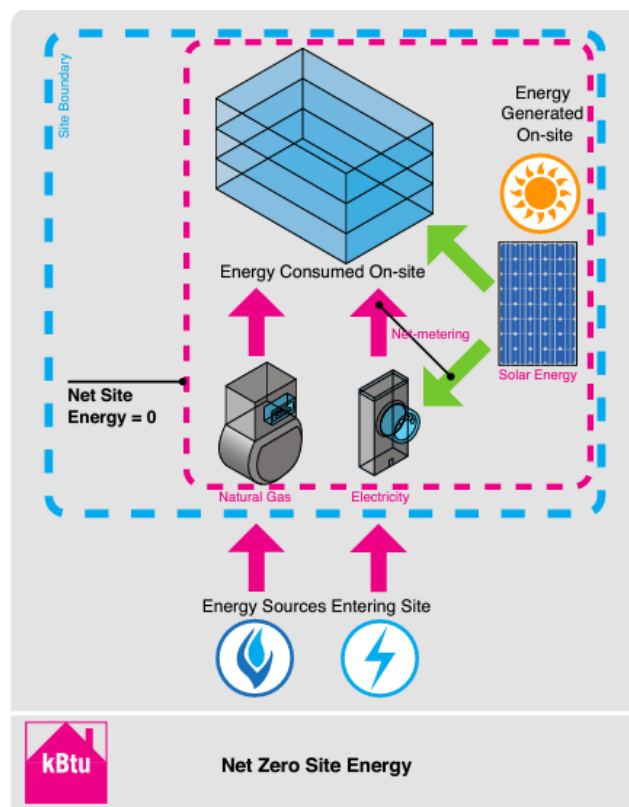 Site Boundary
Energy
Generated
On-site
Energy Consumed On-site
Net-metering
Solar Energy
Net Site
Energy = 0
Natural Gas
Electricity
Energy Sources Entering Site
kBtu
Net Zero Site Energy